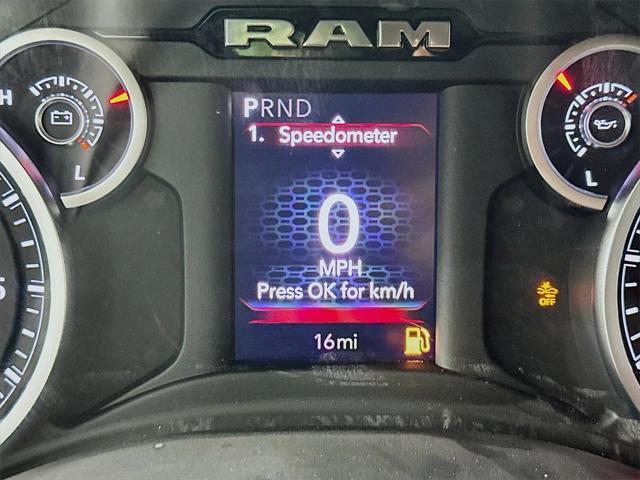 RAM
H
PRND
1. Speedometer
L
L
0
MPH
Press OK for km/h
OFF
16mi